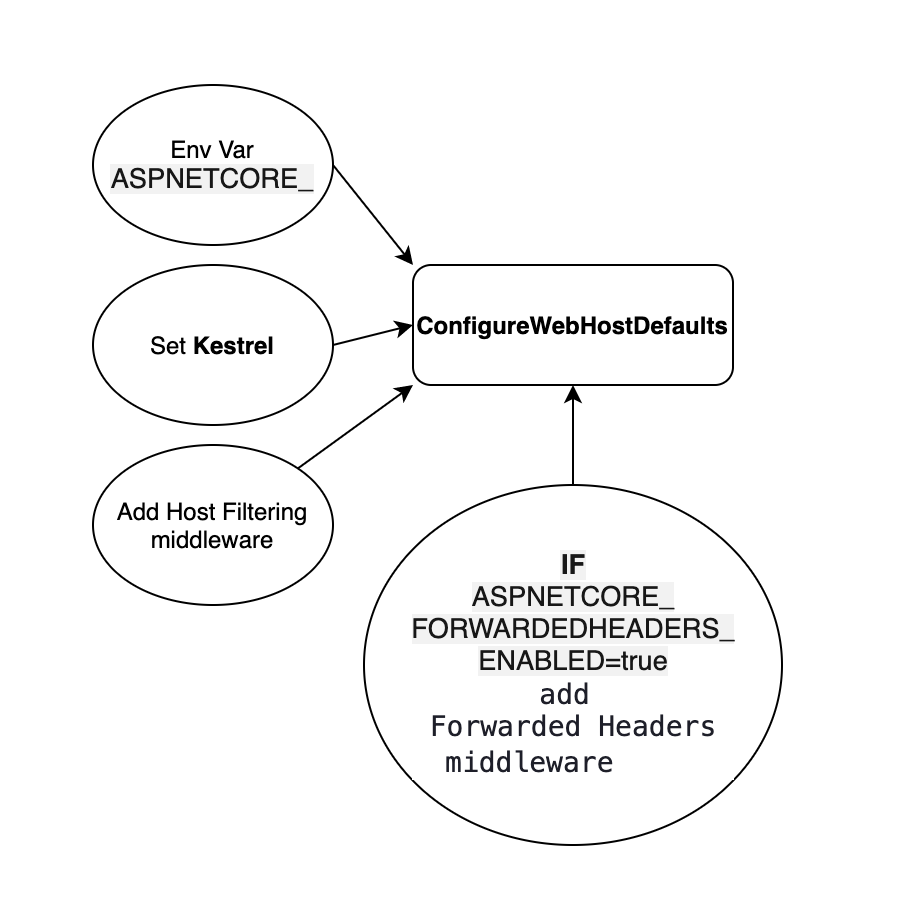 Env Var
ASPNETCORE_
Set Kestrel
ConfigureWebHostDefaults
Add Host Filtering
middleware
IF
ASPNETCORE_
FORWARDEDHEADERS_
ENABLED=true
add
Forwarded Headers
middleware